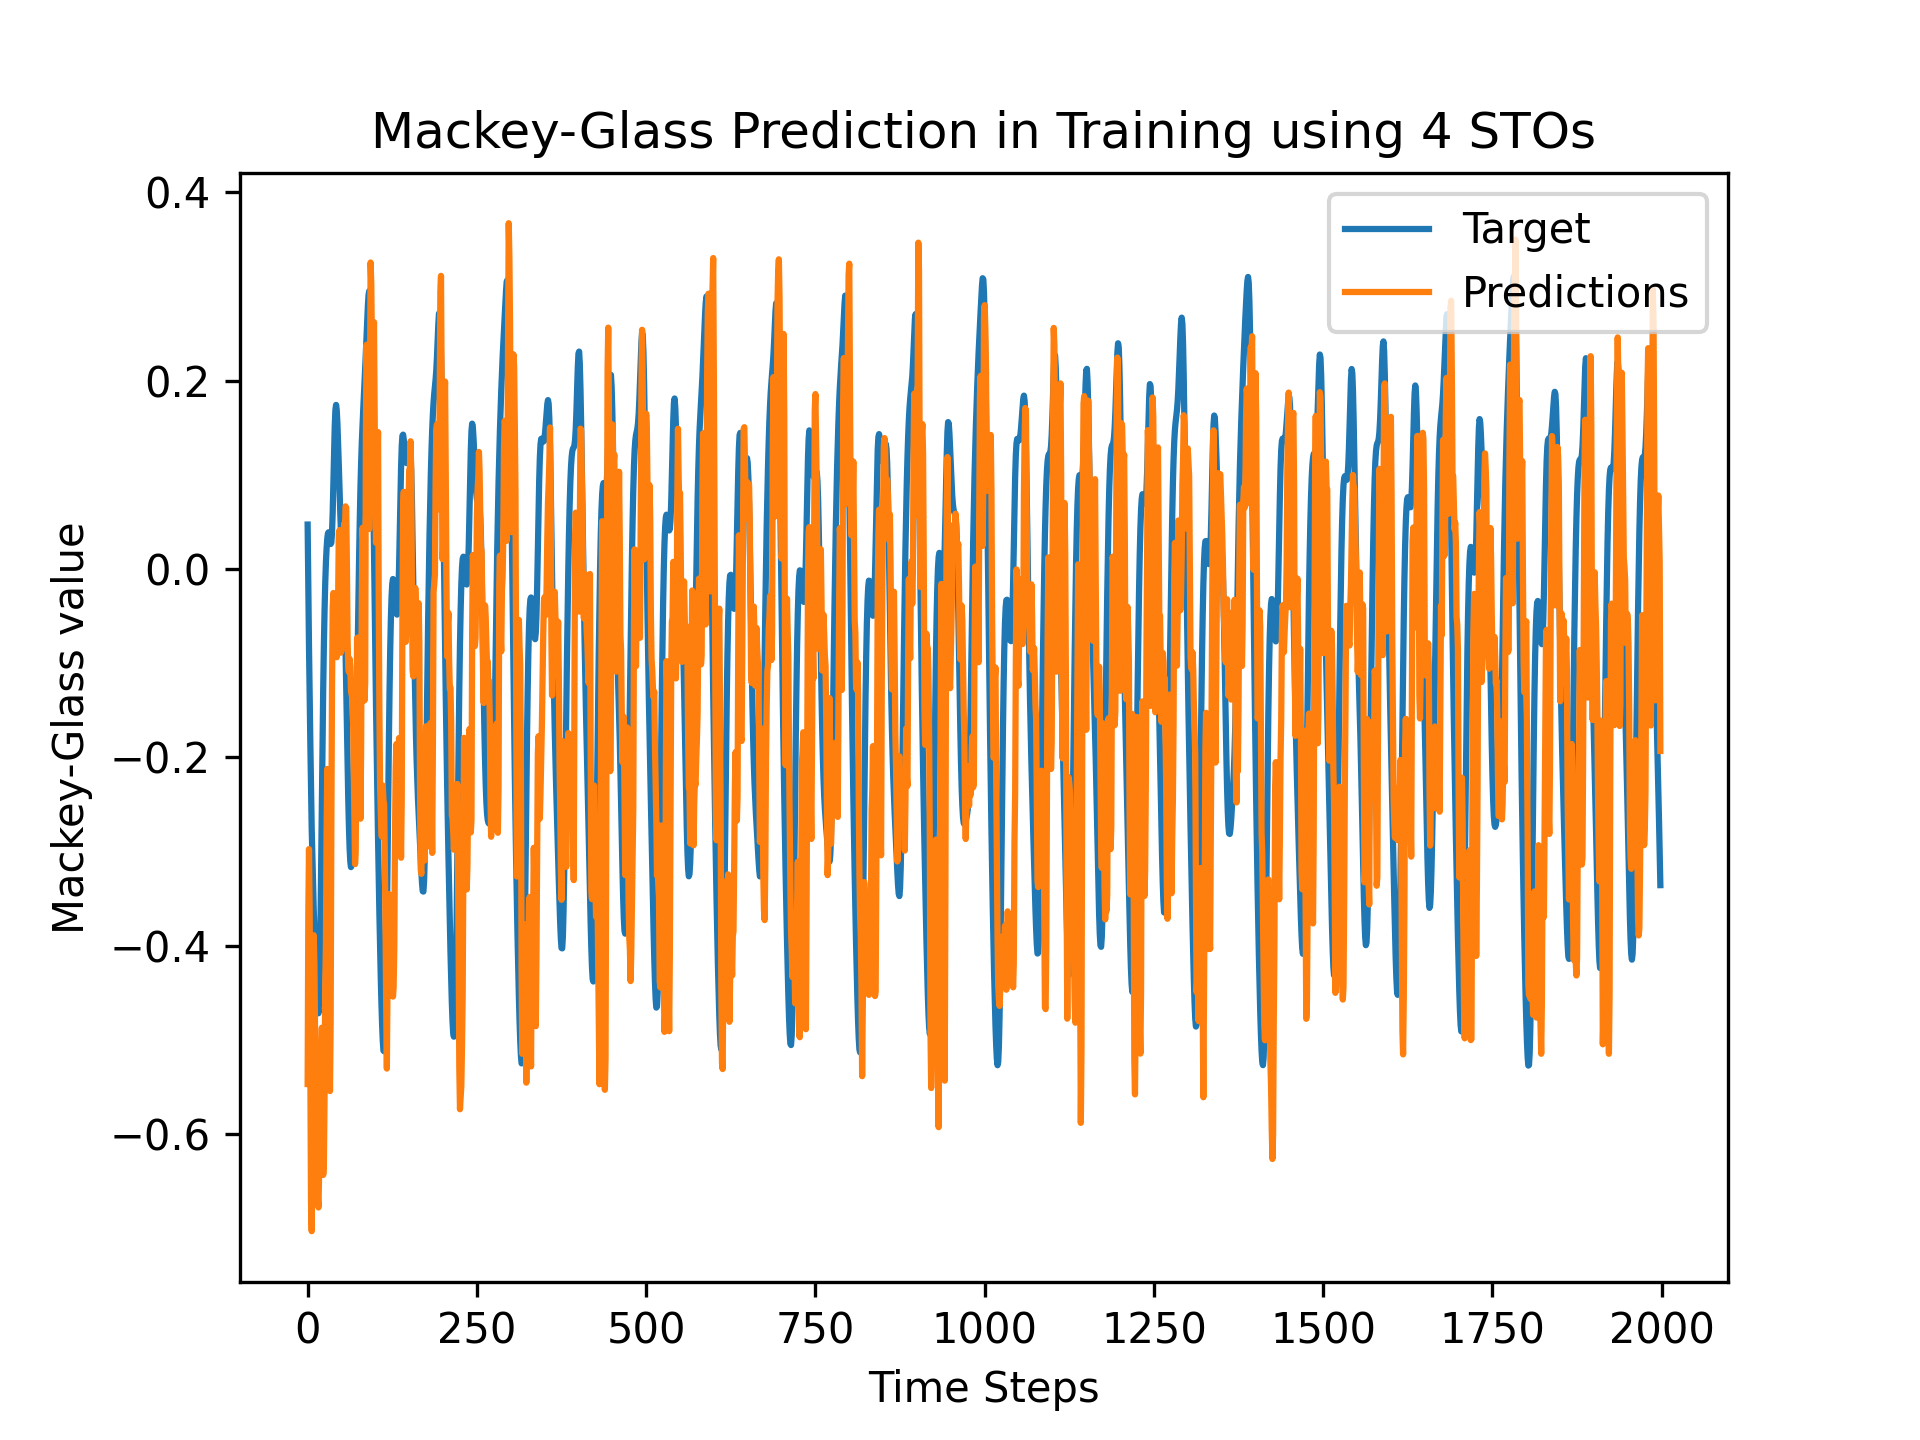 Mackey-Glass Prediction in Training using 4 STOs
Target
Predictions
Mackey-Glass value
0.4
0.2
0.0
−0.2
−0.4
−0.6
0 250 500 750 1000 1250 1500 1750 2000
Time Steps